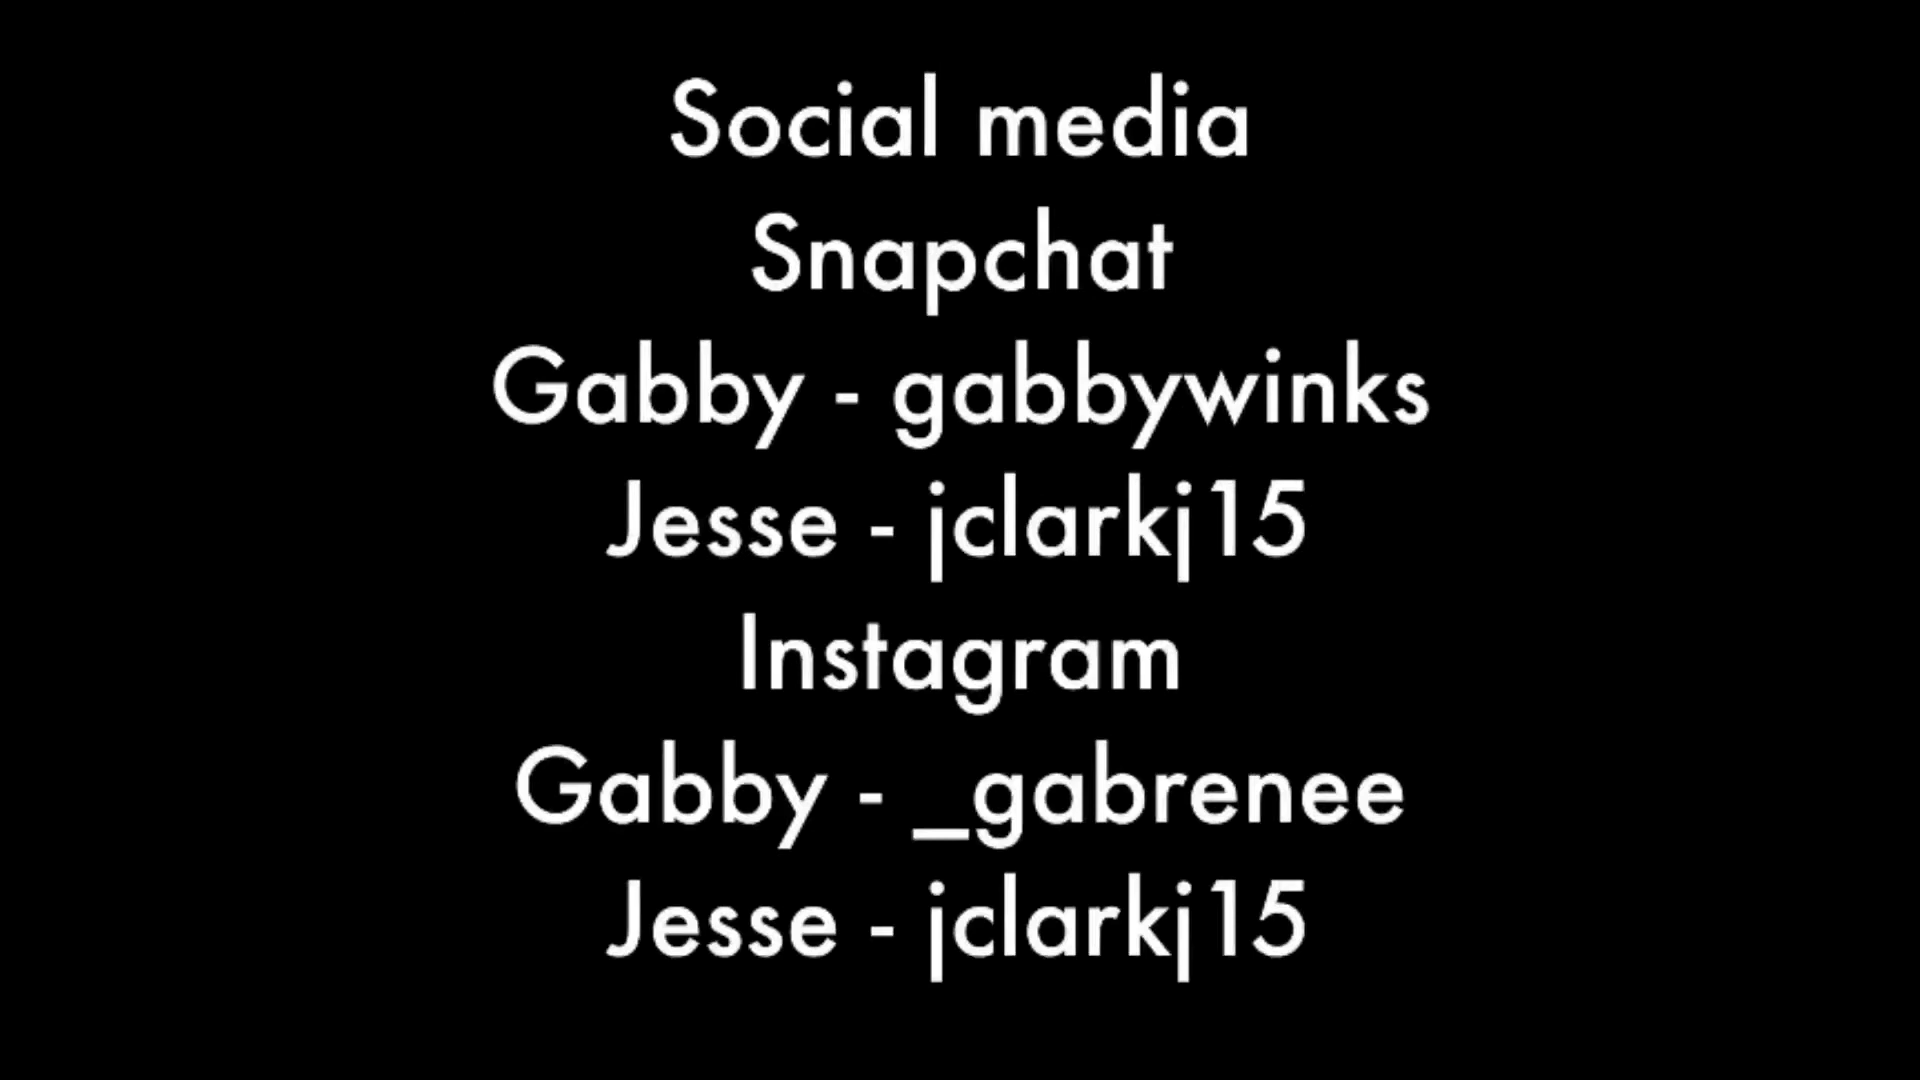 Social media
Snapchat
Gabby - gabbywinks
Jesse - jclarkj15
Instagram
Gabby - _gabrenee
Jesse - jclarkj15